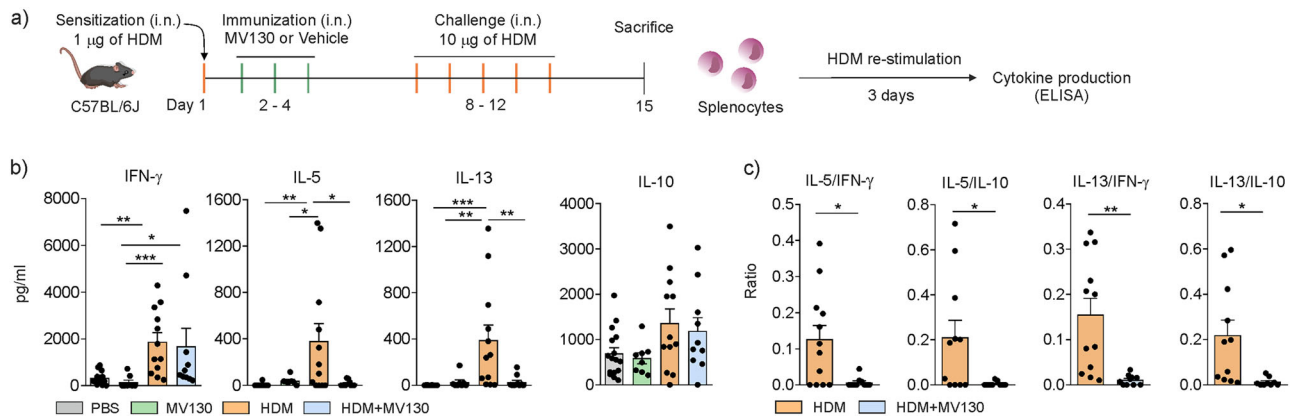 a)
Sensitization (i.n.)
1 µg of HDM
Immunization (i.n.)
MV130 or Vehicle
Challenge (i.n.)
10 µg of HDM
Sacrifice
HDM re-stimulation
3 days
Cytokine production
(ELISA)
C57BL/6J
Day 1
2 - 4
8 - 12
15
Splenocytes
b)
IFN-γ
pg/ml
8000
6000
4000
2000
0
**
*
***
IL-5
1600
1200
800
400
0
**
*
*
IL-13
1600
1200
800
400
0
***
**
**
IL-10
4000
3000
2000
1000
0
PBS
MV130
HDM
HDM+MV130
c)
IL-5/IFN-γ
Ratio
0.5
0.4
0.3
0.2
0.1
0.0
*
IL-5/IL-10
0.8
0.6
0.4
0.2
0.0
*
IL-13/IFN-γ
0.4
0.3
0.2
0.1
0.0
**
IL-13/IL-10
0.8
0.6
0.4
0.2
0.0
*
HDM
HDM+MV130